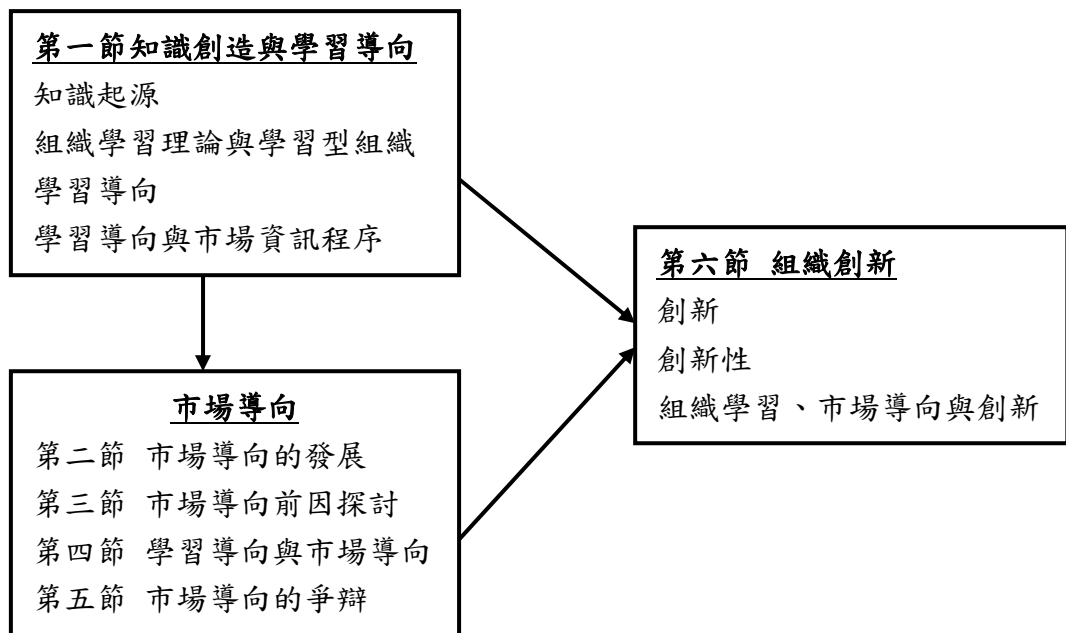 第一節知識創造與學習導向
知識起源
組織學習理論與學習型組織
學習導向
學習導向與市場資訊程序
市場導向
第二節 市場導向的發展
第三節 市場導向前因探討
第四節 學習導向與市場導向
第五節 市場導向的爭辯
第六節 組織創新
創新
創新性
組織學習、市場導向與創新